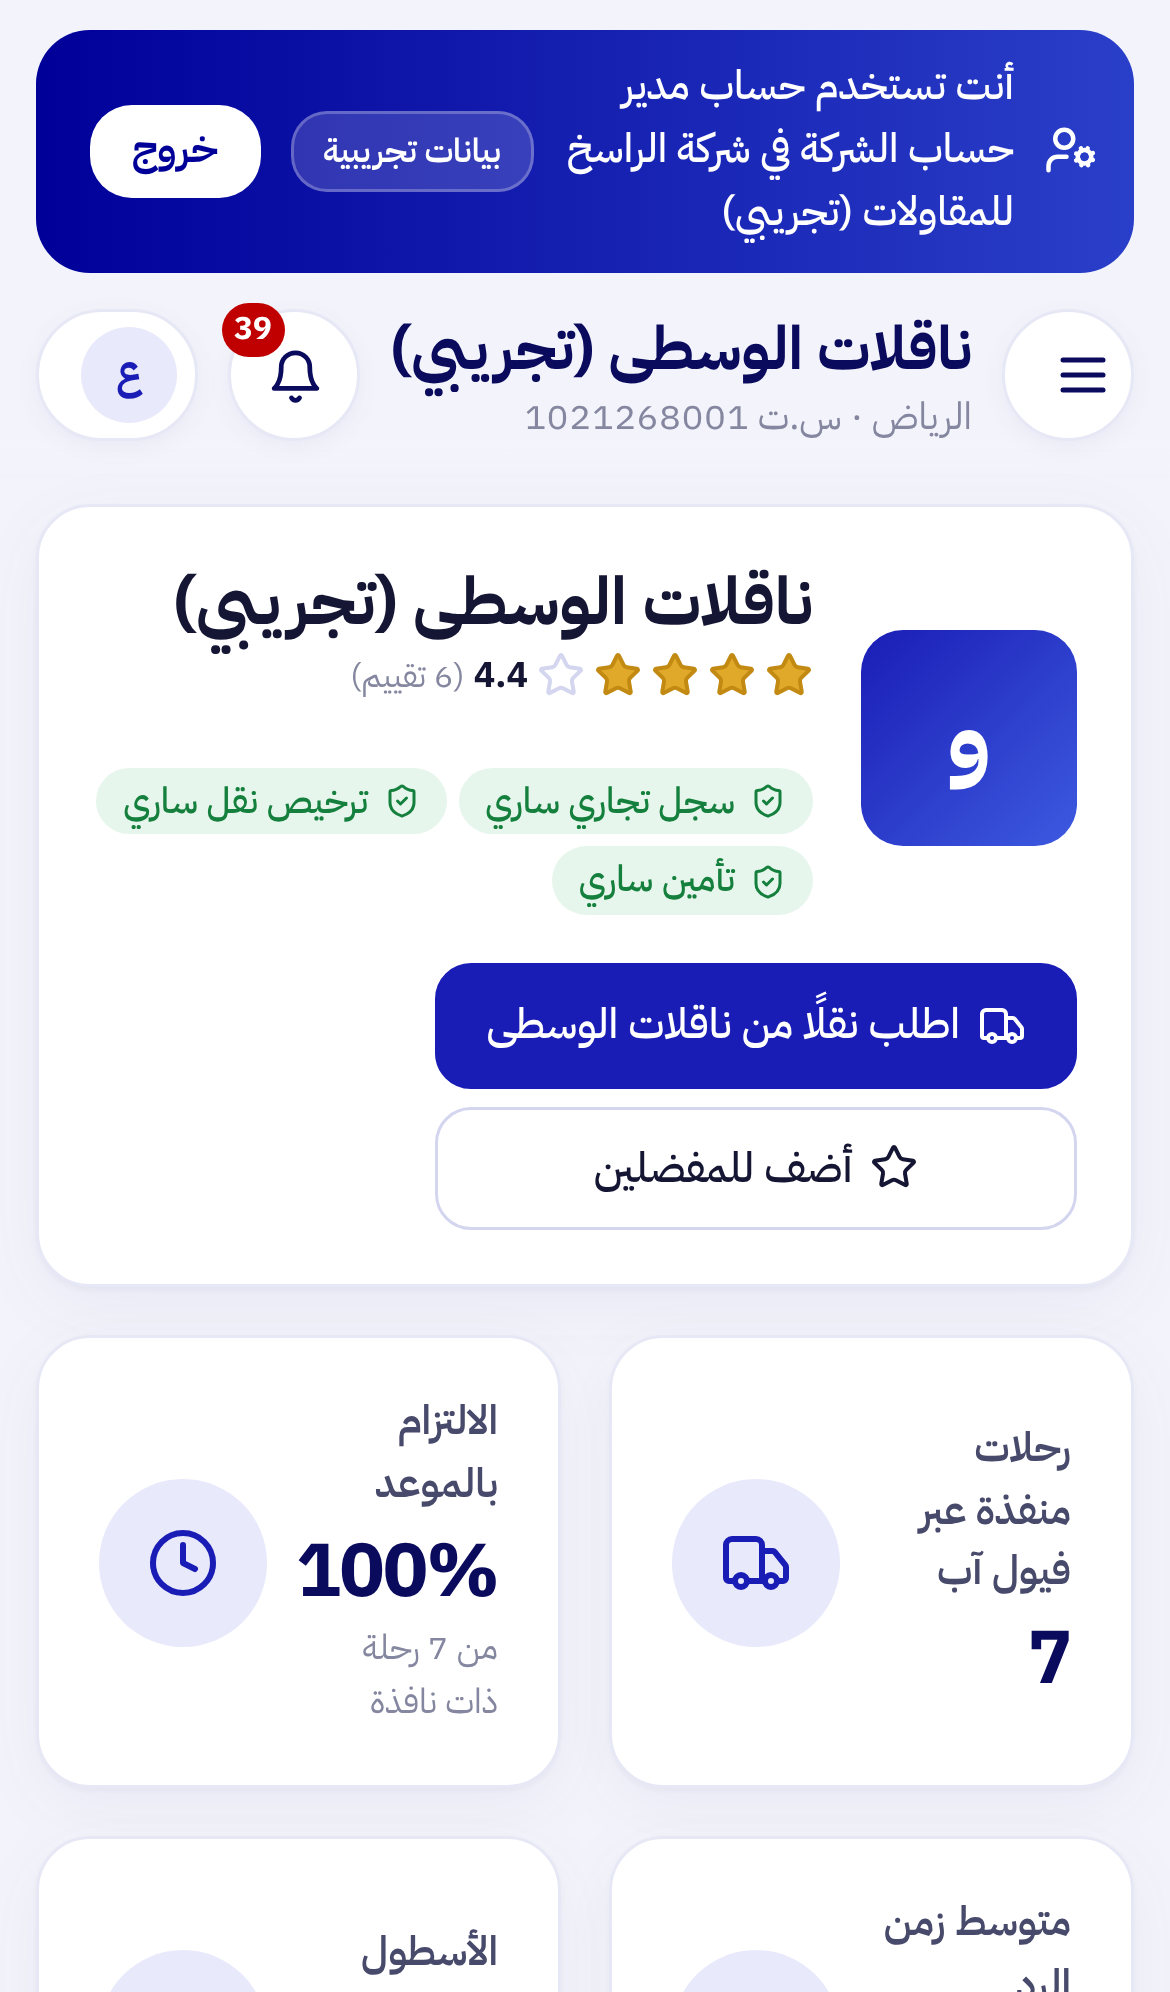 أنت تستخدم حساب مدير
حساب الشركة في شركة الراسخ
للمقاولات (تجريبي)
بيانات تجريبية
خروج
ناقلات الوسطى (تجريبي)
الرياض · س.ت 1021268001
39
ع
ناقلات الوسطى (تجريبي)
4.4 (6 تقييم)
و
سجل تجاري ساري
ترخيص نقل ساري
تأمين ساري
اطلب نقلًا من ناقلات الوسطى
أضف للمفضلين
رحلات
منفذة عبر
فيول آب
7
الالتزام
بالموعد
100%
من 7 رحلة
ذات نافذة
متوسط زمن
الرد
الأسطول